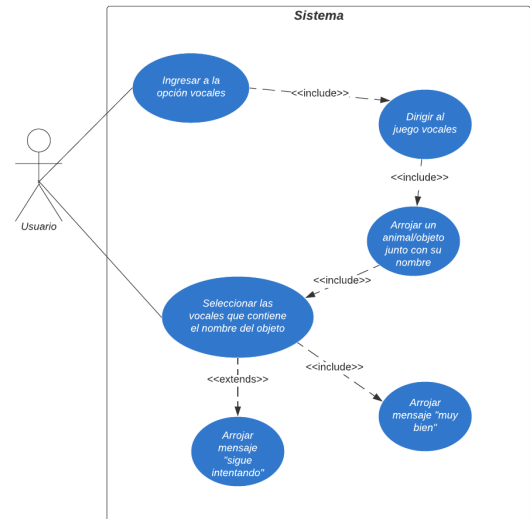 Sistema
Ingresar a la
opción vocales
<<include>>
Dirigir al
juego vocales
<<include>>
Usuario
Arrojar un
animal/objeto
junto con su
nombre
<<include>>
Seleccionar las
vocales que contiene
el nombre del objeto
<<include>>
<<extends>>
Arrojar
mensaje "muy
bien"
Arrojar
mensaje
"sigue
intentando"